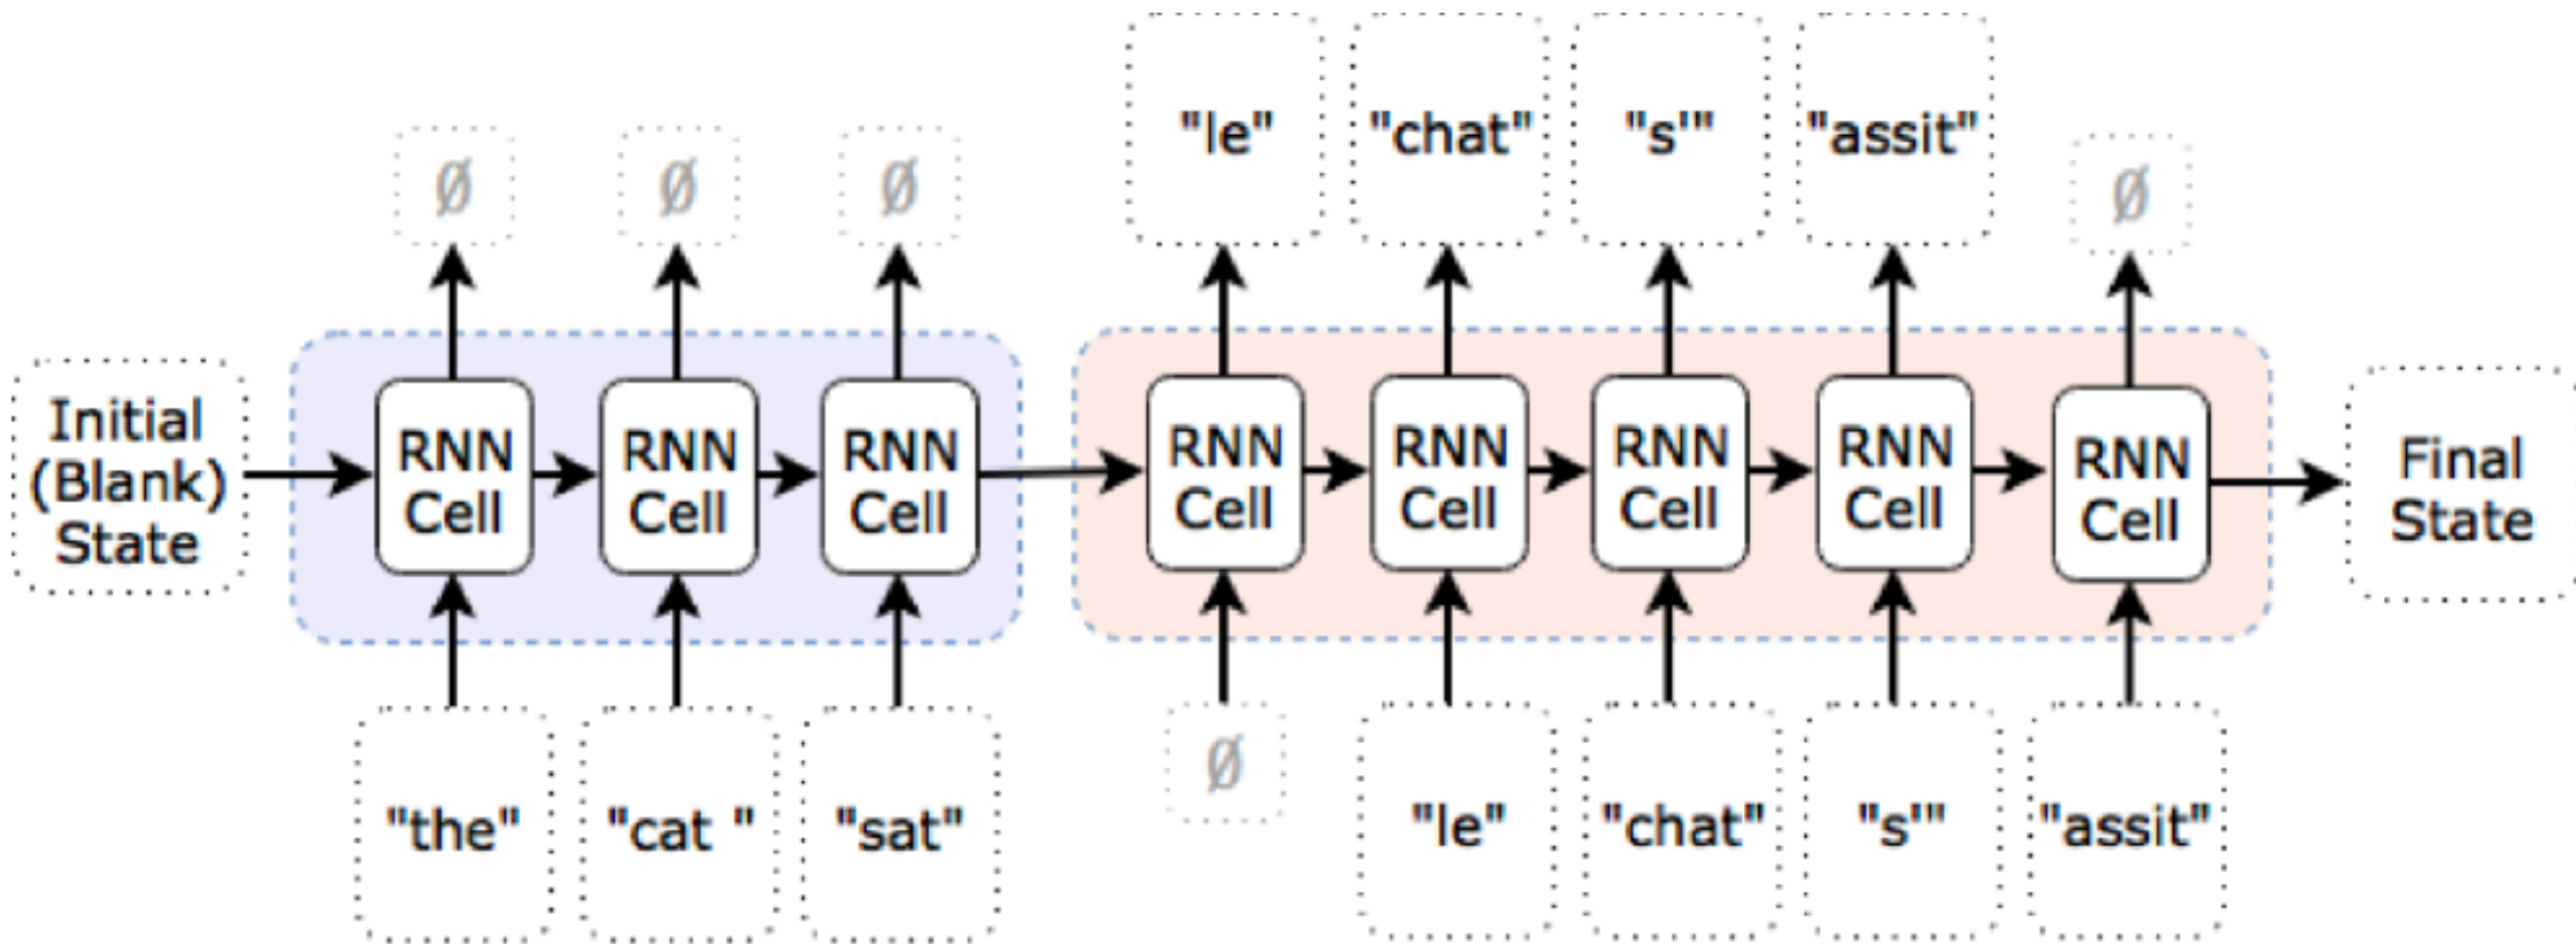 "le" "chat" "s'" "assit"
Ø Ø Ø Ø
Initial
(Blank)
State
RNN
Cell
RNN
Cell
RNN
Cell
RNN
Cell
RNN
Cell
RNN
Cell
RNN
Cell
RNN
Cell
Final
State
Ø
"the" "cat " "sat" "le" "chat" "s'" "assit"